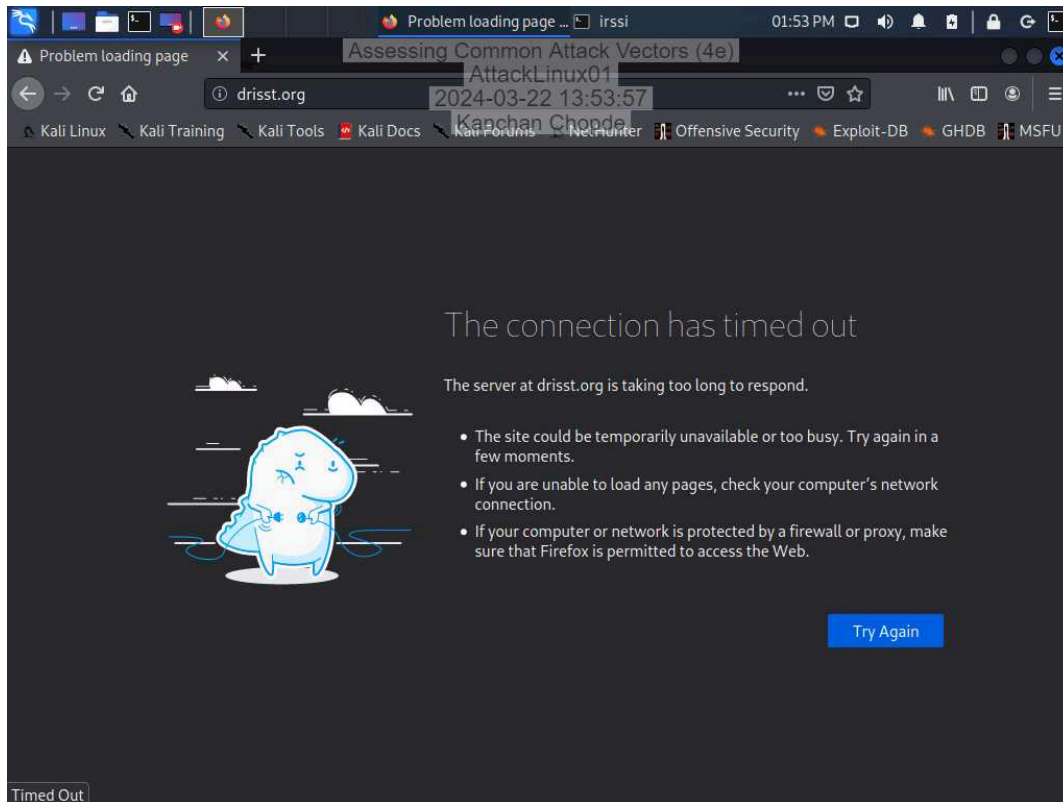 Problem loading page ... irssi 01:53 PM
Problem loading page
Assessing Common Attack Vectors (4e)
AttackLinux01
drisst.org
2024-03-22 13:53:57
Kanchan Chopde
Kali Linux Kali Training Kali Tools Kali Docs Kali Forums NetHunter Offensive Security Exploit-DB GHDB MSFU
The connection has timed out
The server at drisst.org is taking too long to respond.
• The site could be temporarily unavailable or too busy. Try again in a
few moments.
• If you are unable to load any pages, check your computer's network
connection.
• If your computer or network is protected by a firewall or proxy, make
sure that Firefox is permitted to access the Web.
Try Again
Timed Out